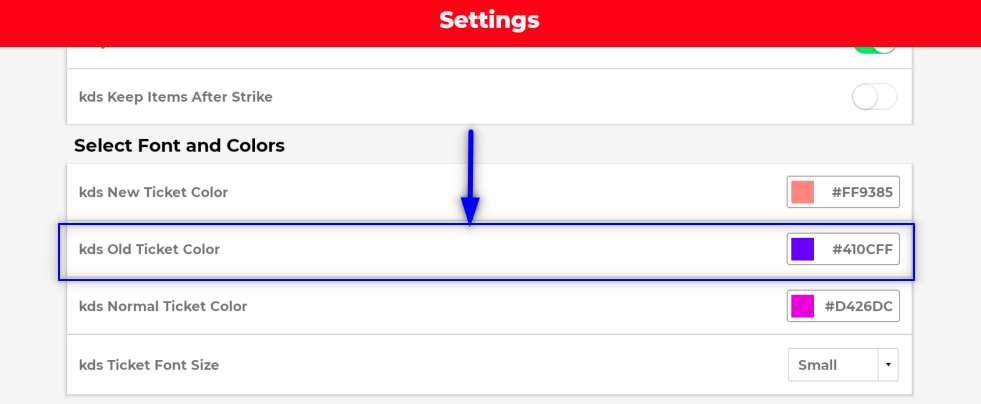 Settings
kds Keep Items After Strike
Select Font and Colors
kds New Ticket Color #FF9385
kds Old Ticket Color #410CFF
kds Normal Ticket Color #D426DC
kds Ticket Font Size Small